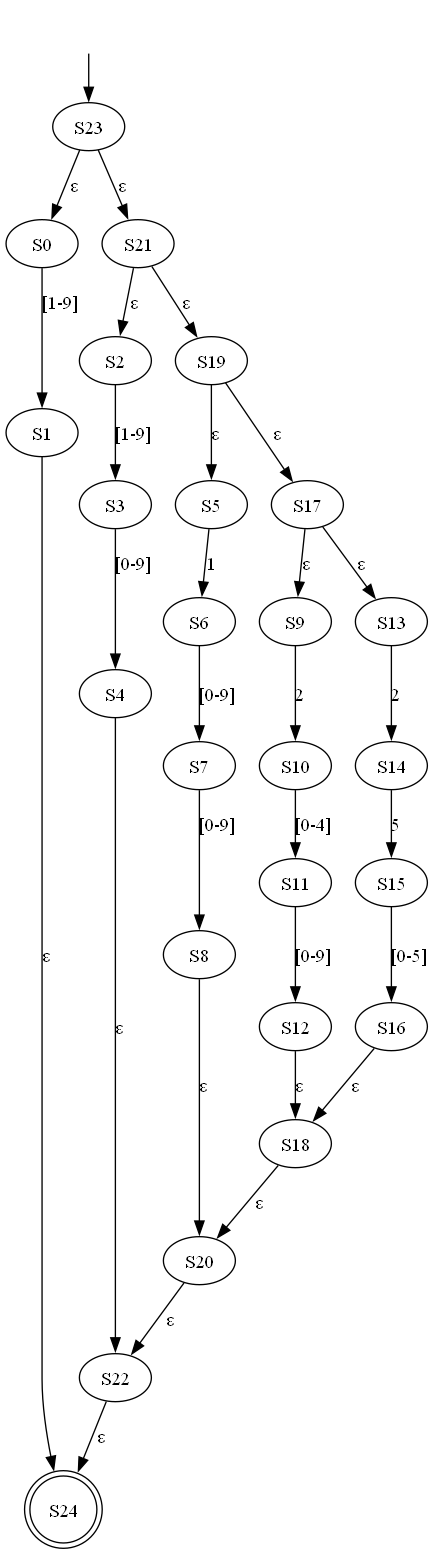 S23
ε ε
S0 S21
[1-9] ε ε
S2 S19
S1 [1-9] ε ε
S3 S5 S17
[0-9] 1 ε ε
S6 S9 S13
S4 [0-9] 2 2
S7 S10 S14
[0-9] [0-4] 5
S11 S15
ε S8 [0-9] [0-5]
ε S12 S16
ε ε ε
S18
ε
S20
ε
S22
ε
S24